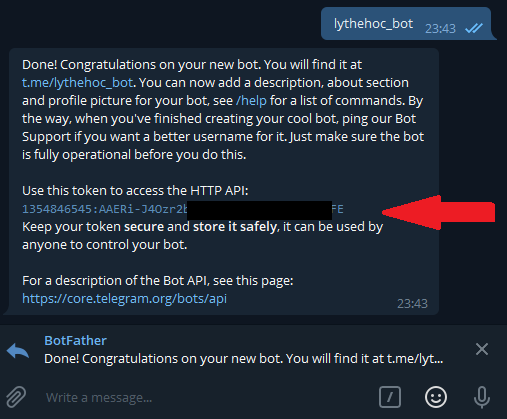 lythehoc_bot
23:43
Done! Congratulations on your new bot. You will find it at
t.me/lythehoc_bot. You can now add a description, about section
and profile picture for your bot, see /help for a list of commands. By
the way, when you've finished creating your cool bot, ping our Bot
Support if you want a better username for it. Just make sure the bot
is fully operational before you do this.
Use this token to access the HTTP API:
1354846545:AAERi-J4Ozr2b FE
Keep your token secure and store it safely, it can be used by
anyone to control your bot.
For a description of the Bot API, see this page:
https://core.telegram.org/bots/api
23:43
BotFather
Done! Congratulations on your new bot. You will find it at t.me/lyt...
Write a message...